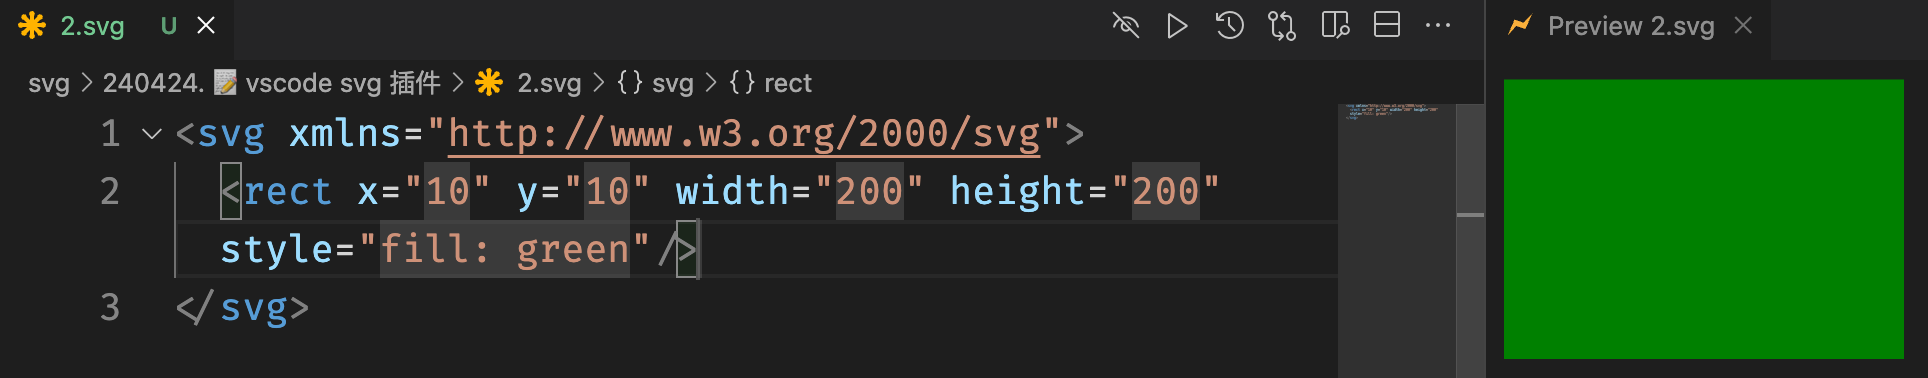 2.svg U
Preview 2.svg
svg > 240424. 📝 vscode svg 插件 > 2.svg > {} svg > {} rect
1 <svg xmlns="http://www.w3.org/2000/svg">
2 <rect x="10" y="10" width="200" height="200"
style="fill: green"/>
3 </svg>